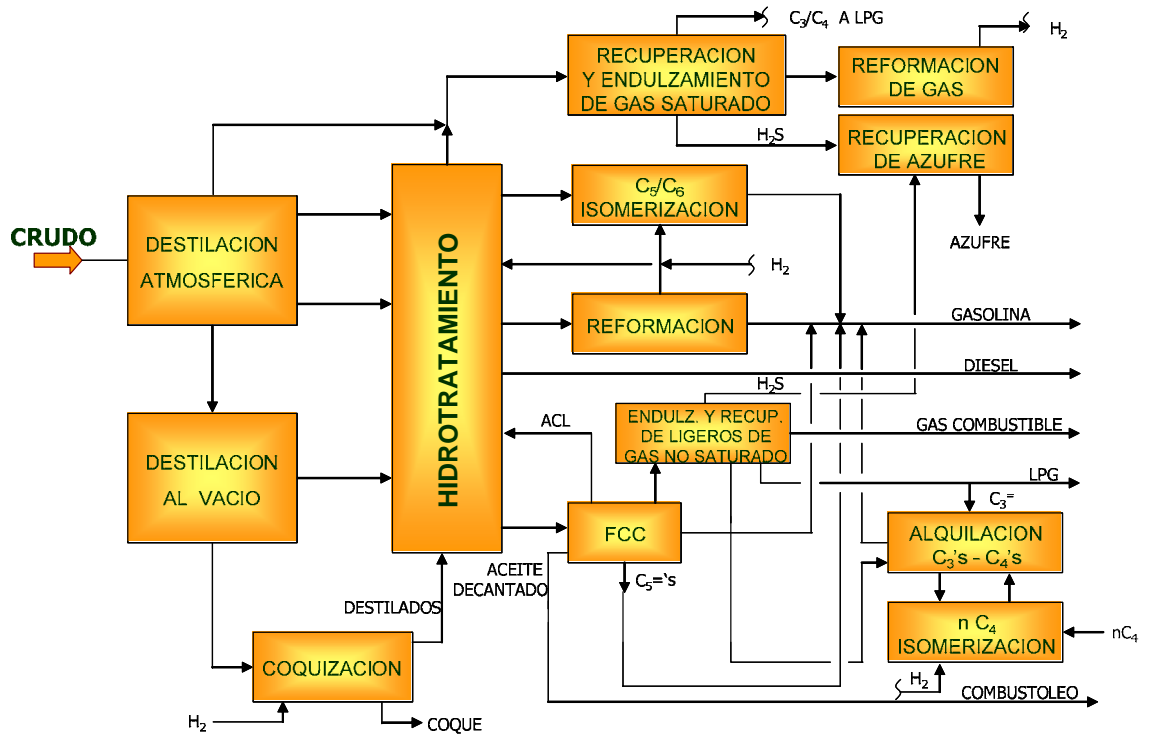 C₃/C₄ A LPG
H₂
RECUPERACION
Y ENDULZAMIENTO
DE GAS SATURADO
REFORMACION
DE GAS
H₂S
RECUPERACION
DE AZUFRE
AZUFRE
CRUDO
DESTILACION
ATMOSFERICA
HIDROTRATAMIENTO
C₅/C₆
ISOMERIZACION
H₂
REFORMACION
GASOLINA
DIESEL
H₂S
ENDULZ. Y RECUP.
DE LIGEROS DE
GAS NO SATURADO
GAS COMBUSTIBLE
ACL
DESTILACION
AL VACIO
LPG
C₃⁼
FCC
ALQUILACION
C₃'s – C₄'s
ACEITE
DECANTADO
C₅=‘s
DESTILADOS
n C₄
ISOMERIZACION
nC₄
COQUIZACION
H₂
COMBUSTOLEO
H₂
COQUE